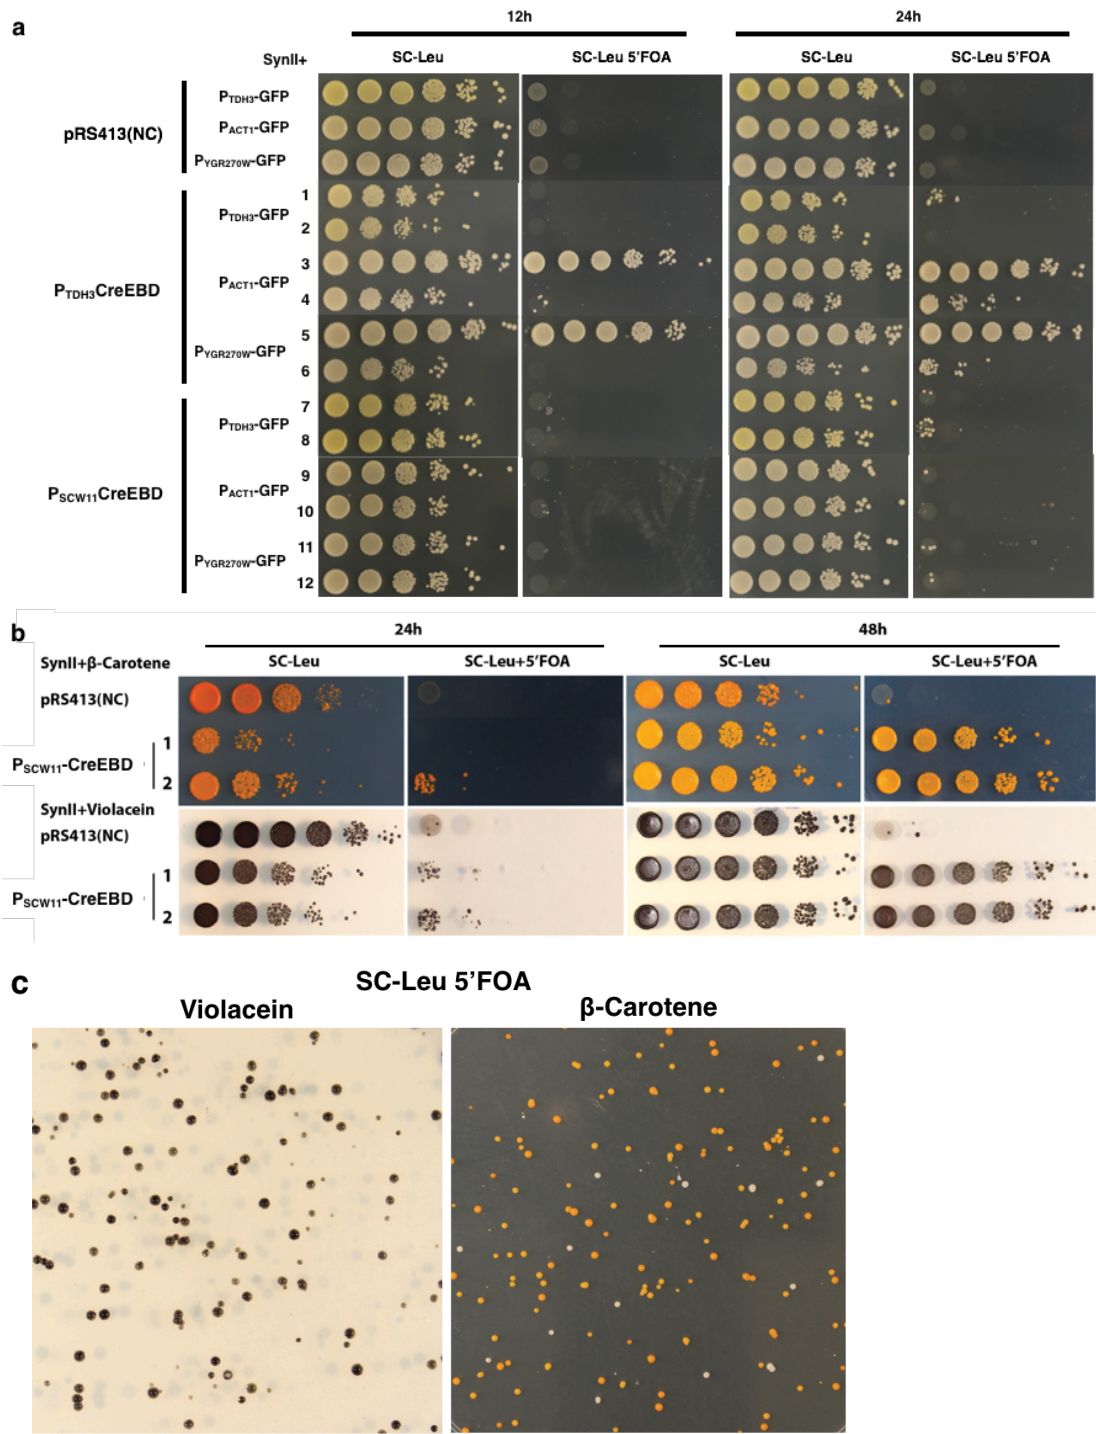 a
12h
24h
SynII+
SC-Leu
SC-Leu 5'FOA
SC-Leu
SC-Leu 5'FOA
pRS413(NC)
PTDH3-GFP
PACT1-GFP
PYGR270W-GFP
PTDH3CreEBD
PTDH3-GFP
1
2
PACT1-GFP
3
4
PYGR270W-GFP
5
6
PSCW11CreEBD
PTDH3-GFP
7
8
PACT1-GFP
9
10
PYGR270W-GFP
11
12
b
24h
48h
SynII+β-Carotene
SC-Leu
SC-Leu+5'FOA
SC-Leu
SC-Leu+5'FOA
pRS413(NC)
PSCW11-CreEBD
1
2
SynII+Violacein
pRS413(NC)
PSCW11-CreEBD
1
2
c
SC-Leu 5'FOA
Violacein
β-Carotene